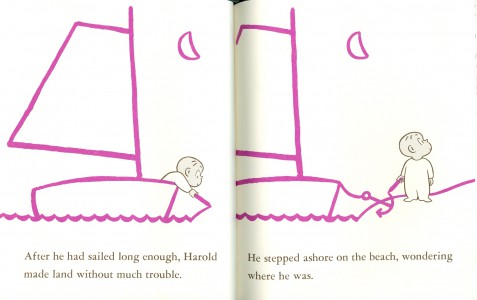 After he had sailed long enough, Harold
made land without much trouble.
He stepped ashore on the beach, wondering
where he was.